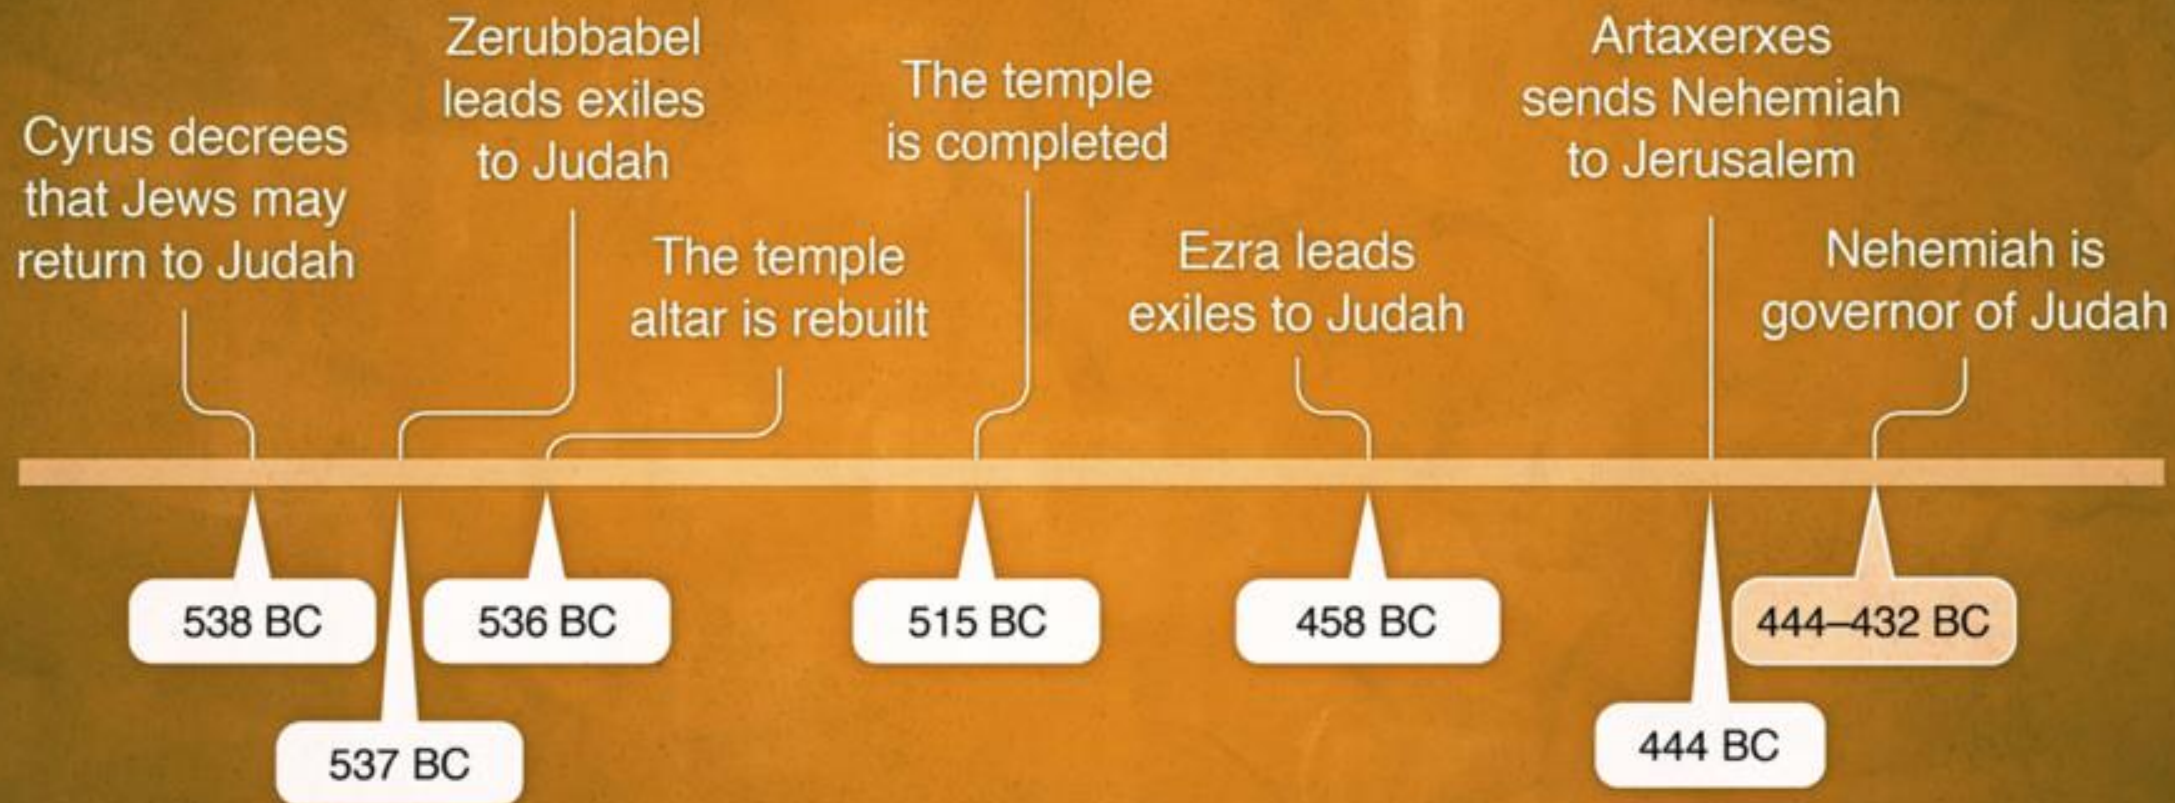 Cyrus decrees
that Jews may
return to Judah
Zerubbabel
leads exiles
to Judah
The temple
altar is rebuilt
The temple
is completed
Ezra leads
exiles to Judah
Artaxerxes
sends Nehemiah
to Jerusalem
Nehemiah is
governor of Judah
538 BC
537 BC
536 BC
515 BC
458 BC
444 BC
444–432 BC